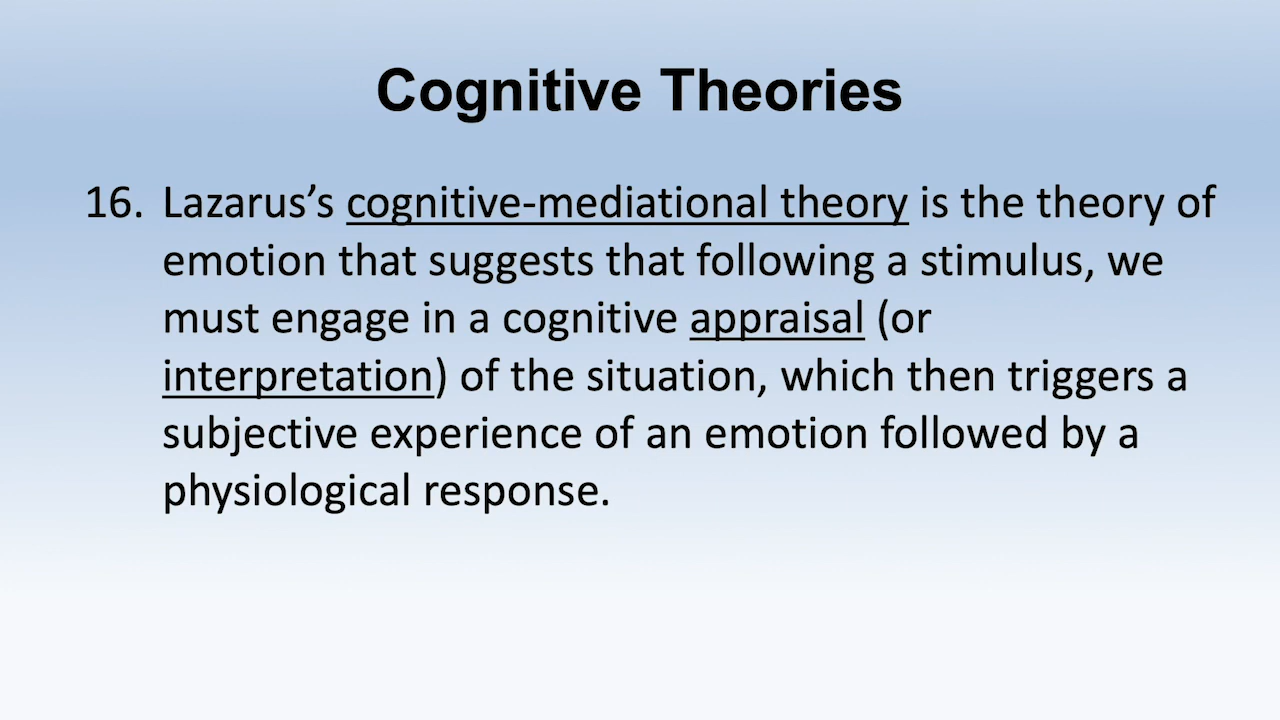 Cognitive Theories
16. Lazarus’s cognitive-mediational theory is the theory of
emotion that suggests that following a stimulus, we
must engage in a cognitive appraisal (or
interpretation) of the situation, which then triggers a
subjective experience of an emotion followed by a
physiological response.